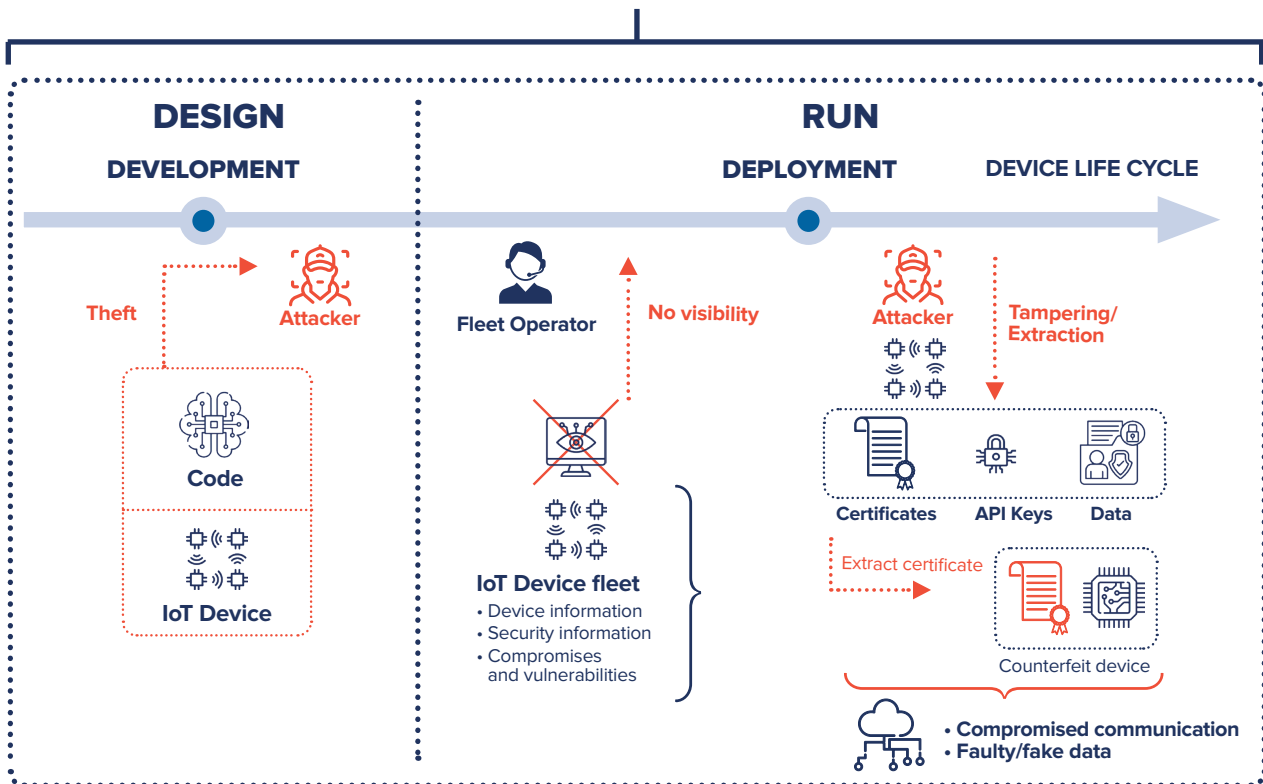 DESIGN
DEVELOPMENT
Theft
Attacker
Code
IoT Device
RUN
DEPLOYMENT
DEVICE LIFE CYCLE
Fleet Operator
No visibility
IoT Device fleet
• Device information
• Security information
• Compromises
and vulnerabilities
Attacker
Tampering/
Extraction
Certificates
API Keys
Data
Extract certificate
Counterfeit device
• Compromised communication
• Faulty/fake data